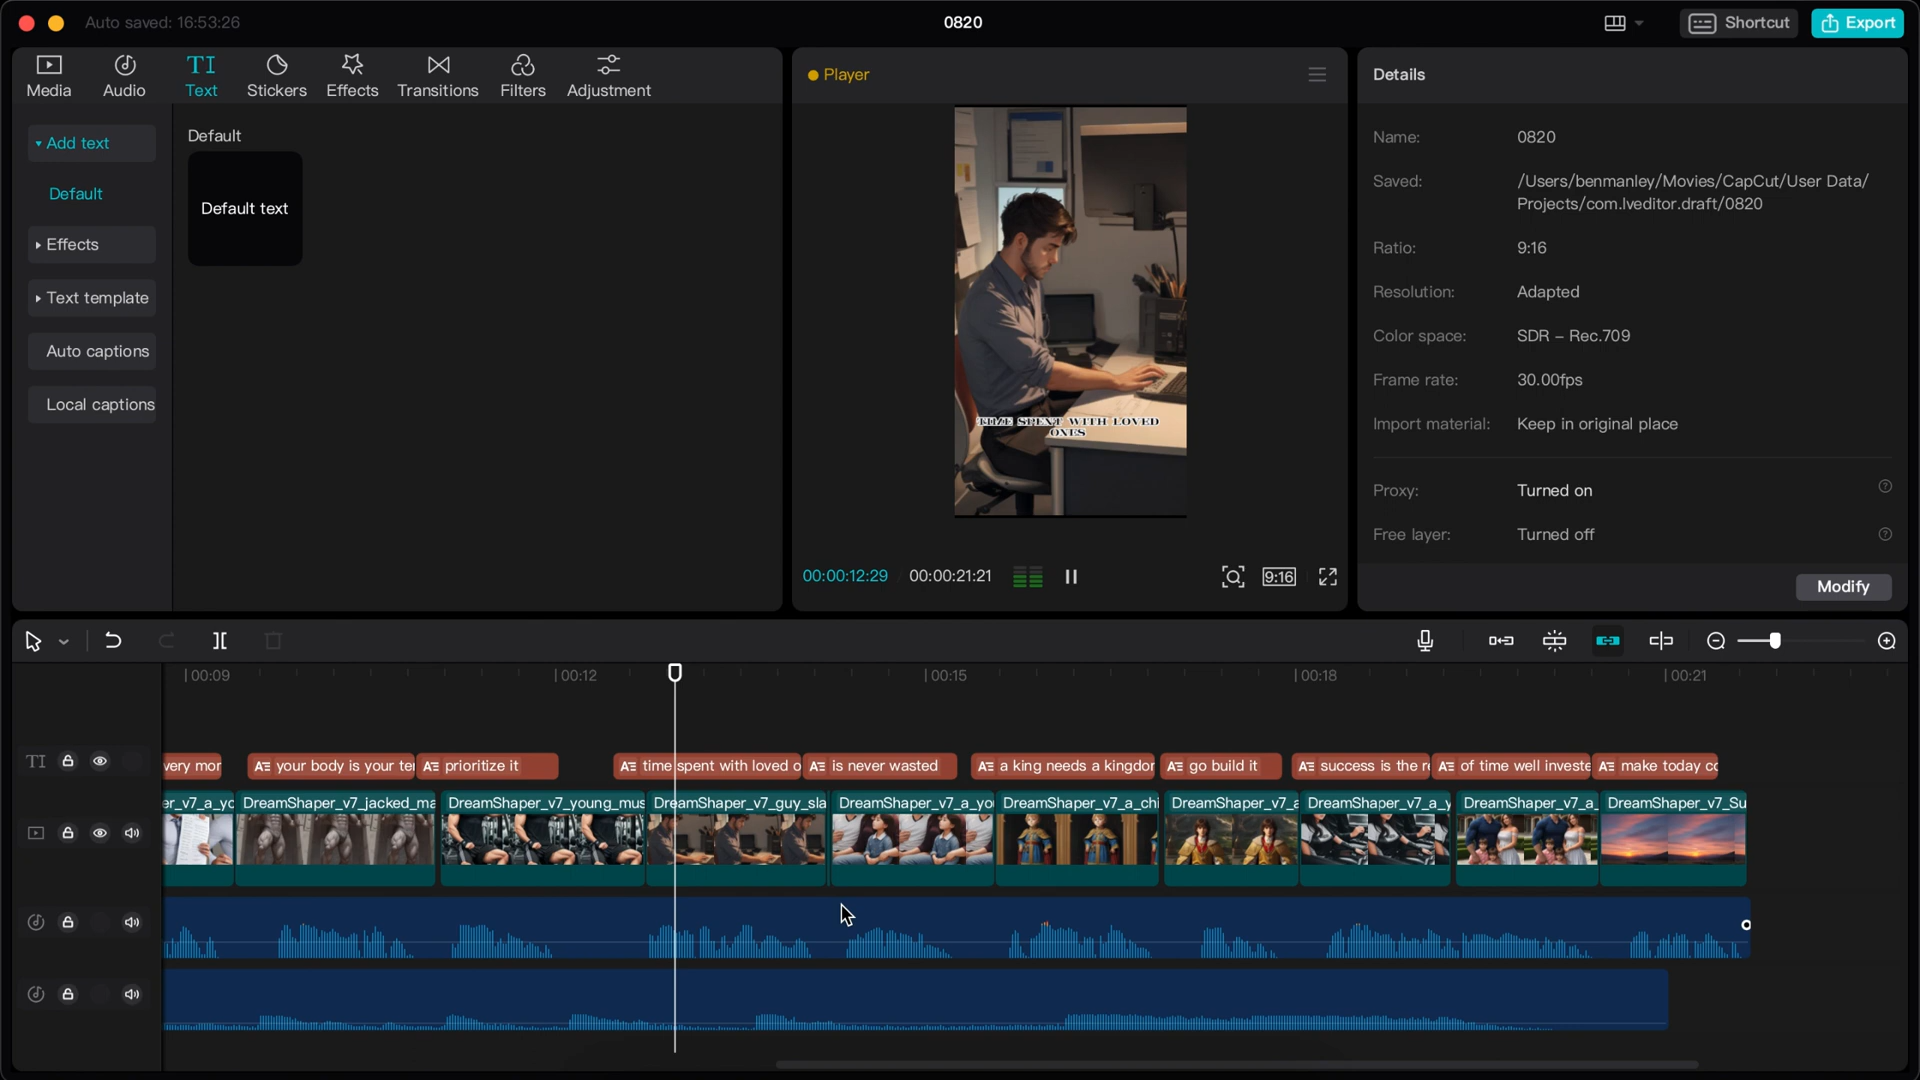 Auto saved: 16:53:26
0820
Shortcut
Export
Media
Audio
TI
Text
Stickers
Effects
Transitions
Filters
Adjustment
Add text
Default
Effects
Text template
Auto captions
Local captions
Default
Default text
Player
TIME SPENT WITH LOVED
ONES
00:00:12:29
00:00:21:21
9:16
Details
Name:
0820
Saved:
/Users/benmanley/Movies/CapCut/User Data/
Projects/com.lveditor.draft/0820
Ratio:
9:16
Resolution:
Adapted
Color space:
SDR – Rec.709
Frame rate:
30.00fps
Import material:
Keep in original place
Proxy:
Turned on
Free layer:
Turned off
Modify
00:09
00:12
00:15
00:18
00:21
TI
very mor
A your body is your ter
A prioritize it
A time spent with loved o
A is never wasted
A a king needs a kingdor
A go build it
A success is the r
A of time well investe
A make today co
er_v7_a_yo
DreamShaper_v7_jacked_ma
DreamShaper_v7_young_mus
DreamShaper_v7_guy_sla
DreamShaper_v7_a_you
DreamShaper_v7_a_chi
DreamShaper_v7_a
DreamShaper_v7_a_y
DreamShaper_v7_a_
DreamShaper_v7_Su